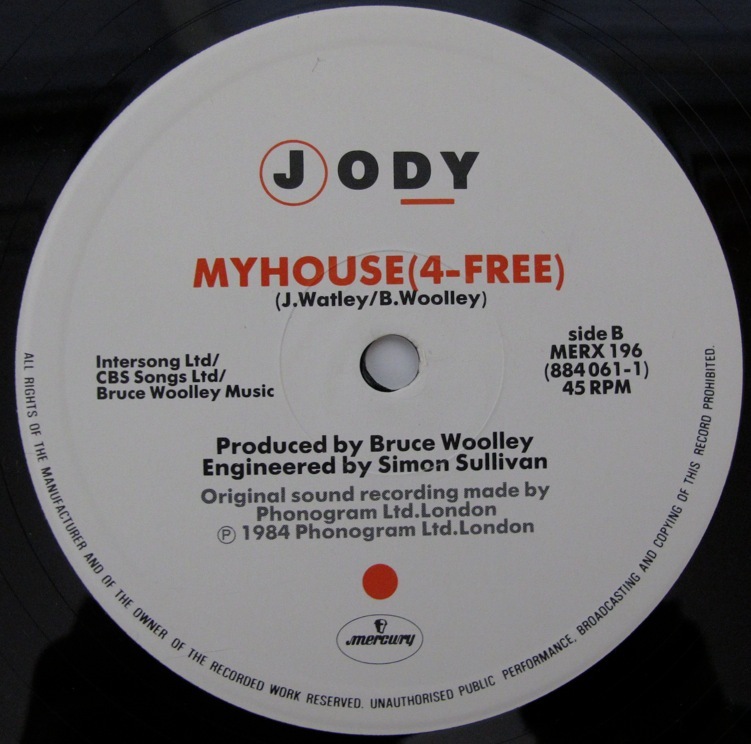 JODY
MYHOUSE(4-FREE)
(J.Watley/B.Woolley)
Intersong Ltd/
CBS Songs Ltd/
Bruce Woolley Music
side B
MERX 196
(884 061-1)
45 RPM
Produced by Bruce Woolley
Engineered by Simon Sullivan
Original sound recording made by
Phonogram Ltd.London
℗ 1984 Phonogram Ltd.London
mercury
ALL RIGHTS OF THE MANUFACTURER AND OF THE OWNER OF THE RECORDED WORK RESERVED. UNAUTHORISED PUBLIC PERFORMANCE, BROADCASTING AND COPYING OF THIS RECORD PROHIBITED.